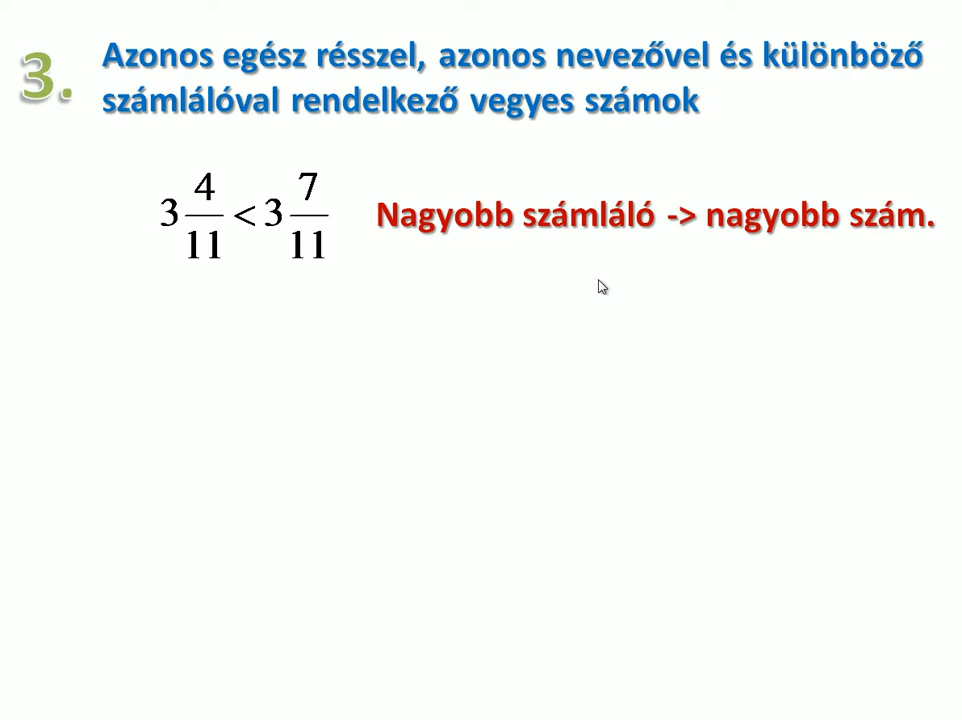 3.
Azonos egész résszel, azonos nevezővel és különböző
számlálóval rendelkező vegyes számok
3 4/11 < 3 7/11
Nagyobb számláló -> nagyobb szám.